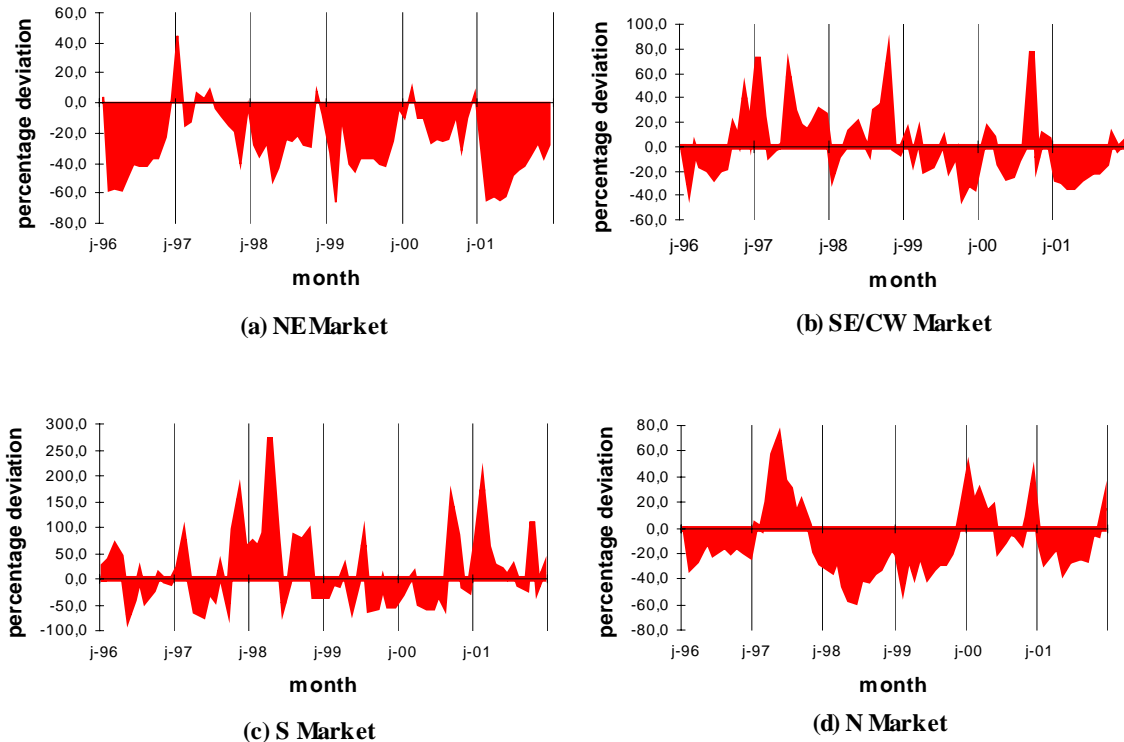 60,0
40,0
20,0
0,0
-20,0
-40,0
-60,0
-80,0
percentage deviation
j-96 j-97 j-98 j-99 j-00 j-01
month
(a) NE Market
100,0
80,0
60,0
40,0
20,0
0,0
-20,0
-40,0
-60,0
percentage deviation
j-96 j-97 j-98 j-99 j-00 j-01
month
(b) SE/CW Market
300,0
250,0
200,0
150,0
100,0
50,0
0,0
-50,0
-100,0
percentage deviation
j-96 j-97 j-98 j-99 j-00 j-01
month
(c) S Market
80,0
60,0
40,0
20,0
0,0
-20,0
-40,0
-60,0
-80,0
percentage deviation
j-96 j-97 j-98 j-99 j-00 j-01
month
(d) N Market